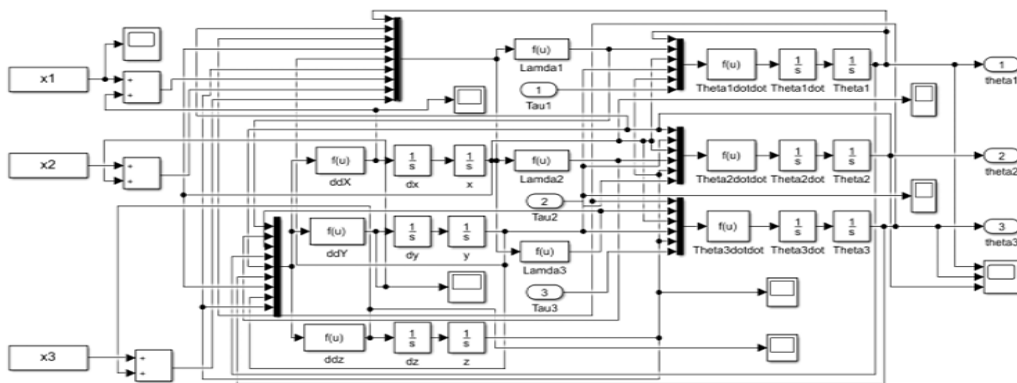 x1
+
+
f(u)
Lamda1
1
Tau1
f(u)
Theta1dotdot
1
s
Theta1dot
1
s
Theta1
1
theta1
x2
+
+
f(u)
ddX
1
s
dx
1
s
x
f(u)
Lamda2
2
Tau2
f(u)
Theta2dotdot
1
s
Theta2dot
1
s
Theta2
2
theta2
f(u)
ddY
1
s
dy
1
s
y
f(u)
Lamda3
3
Tau3
f(u)
Theta3dotdot
1
s
Theta3dot
1
s
Theta3
3
theta3
x3
+
+
f(u)
ddz
1
s
dz
1
s
z